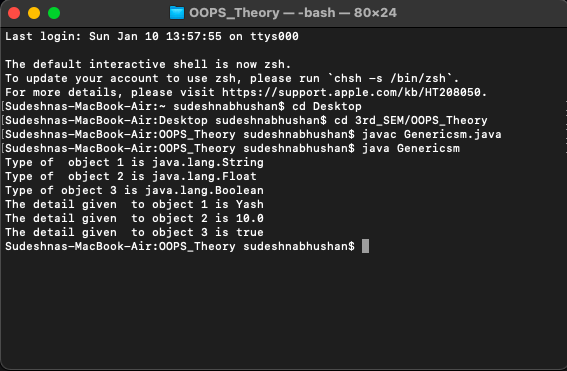 OOPS_Theory — -bash — 80×24
Last login: Sun Jan 10 13:57:55 on ttys000
The default interactive shell is now zsh.
To update your account to use zsh, please run `chsh -s /bin/zsh`.
For more details, please visit https://support.apple.com/kb/HT208050.
[Sudeshnas-MacBook-Air:~ sudeshnabhushan$ cd Desktop
[Sudeshnas-MacBook-Air:Desktop sudeshnabhushan$ cd 3rd_SEM/OOPS_Theory
[Sudeshnas-MacBook-Air:OOPS_Theory sudeshnabhushan$ javac Genericsm.java
[Sudeshnas-MacBook-Air:OOPS_Theory sudeshnabhushan$ java Genericsm
Type of  object 1 is java.lang.String
Type of  object 2 is java.lang.Float
Type of object 3 is java.lang.Boolean
The detail given  to object 1 is Yash
The detail given  to object 2 is 10.0
The detail given  to object 3 is true
Sudeshnas-MacBook-Air:OOPS_Theory sudeshnabhushan$